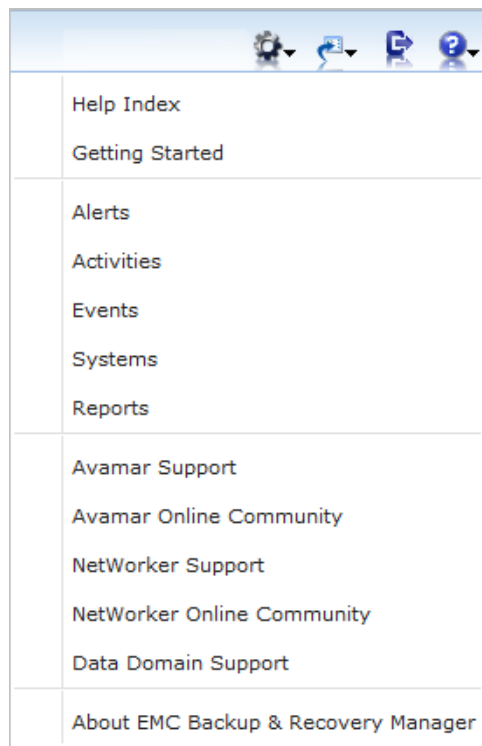 ?
Help Index
Getting Started
Alerts
Activities
Events
Systems
Reports
Avamar Support
Avamar Online Community
NetWorker Support
NetWorker Online Community
Data Domain Support
About EMC Backup & Recovery Manager